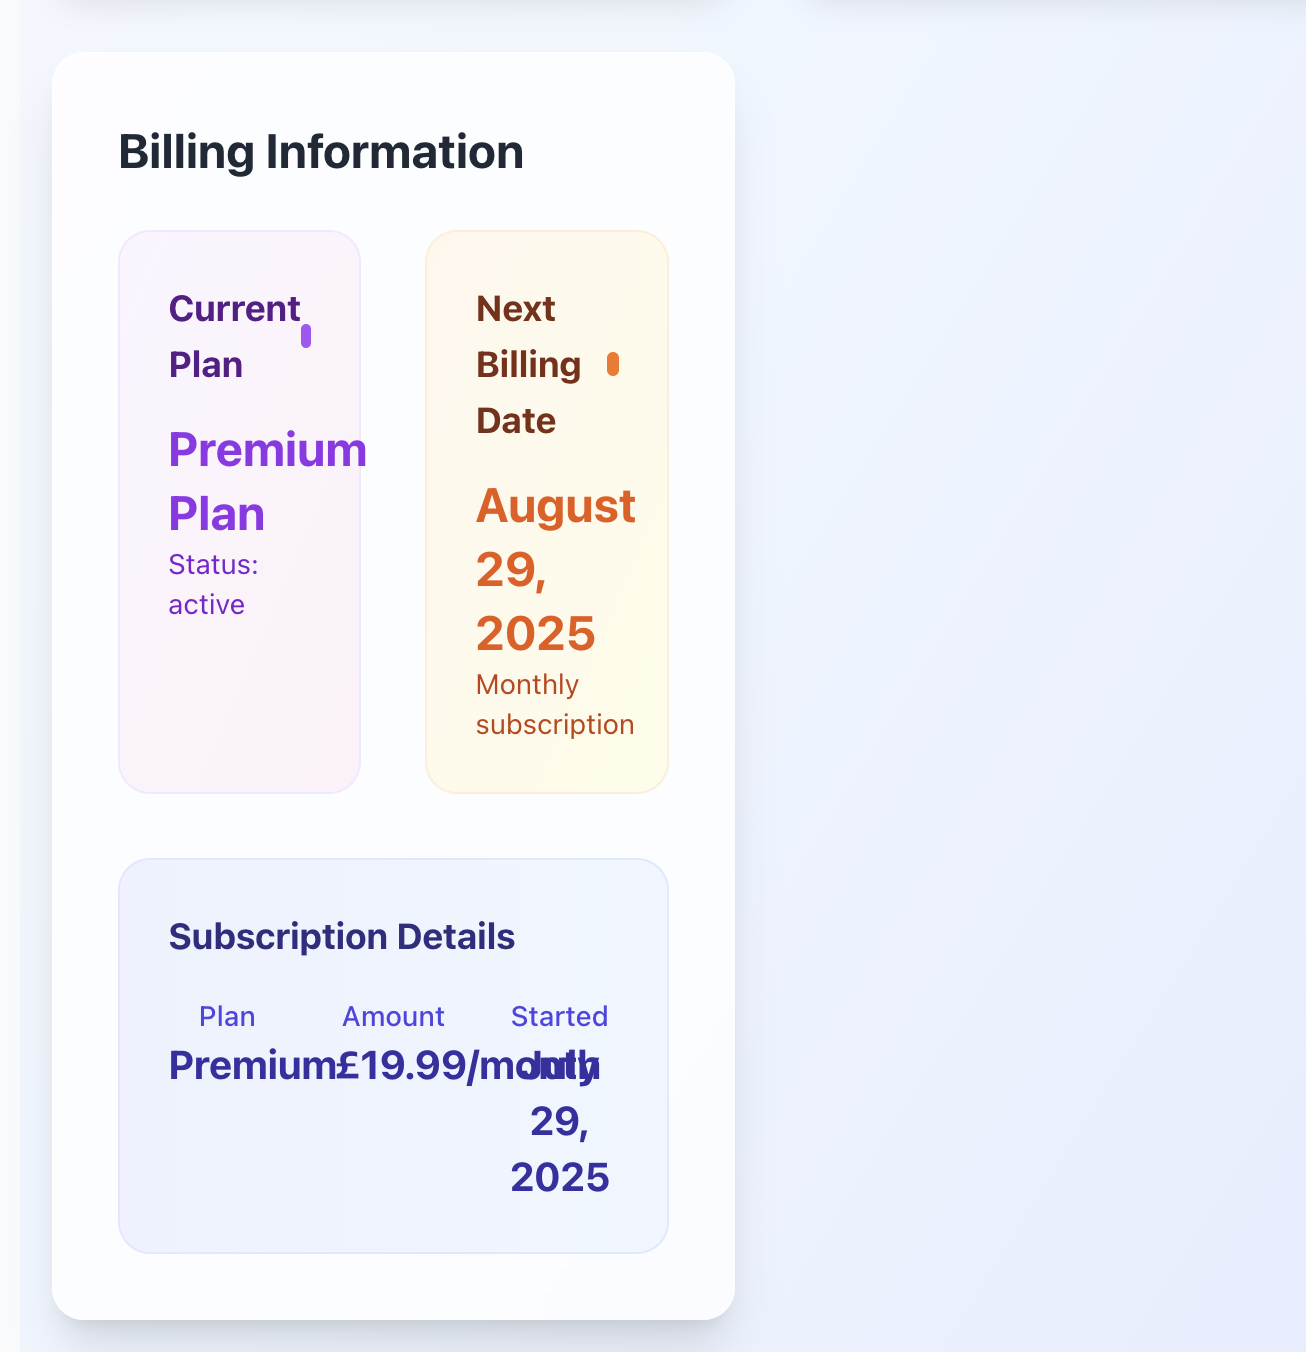 Billing Information
Current
Plan
Premium
Plan
Status:
active
Next
Billing
Date
August
29,
2025
Monthly
subscription
Subscription Details
Plan
Premium
Amount
£19.99/month
Started
July
29,
2025